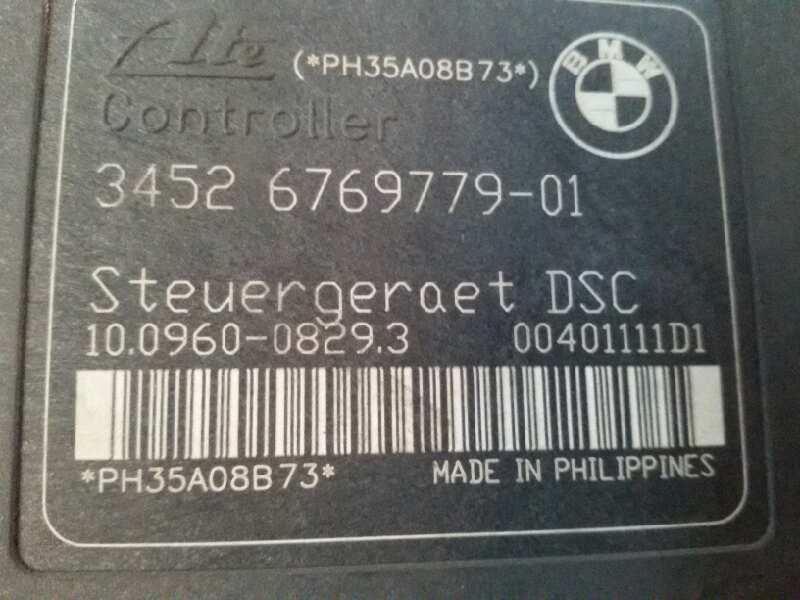 Ate (*PH35A08B73*) BMW
Controller
3452 6769779-01
Steuergeraet DSC
10.0960-0829.3 00401111D1
*PH35A08B73* MADE IN PHILIPPINES